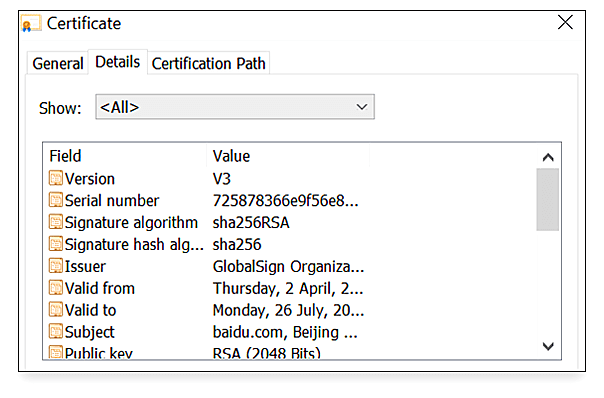 Certificate
General Details Certification Path
Show: <All>
Field Value
Version V3
Serial number 725878366e9f56e8...
Signature algorithm sha256RSA
Signature hash alg... sha256
Issuer GlobalSign Organiza...
Valid from Thursday, 2 April, 2...
Valid to Monday, 26 July, 20...
Subject baidu.com, Beijing ...
Public key RSA (2048 Bits)